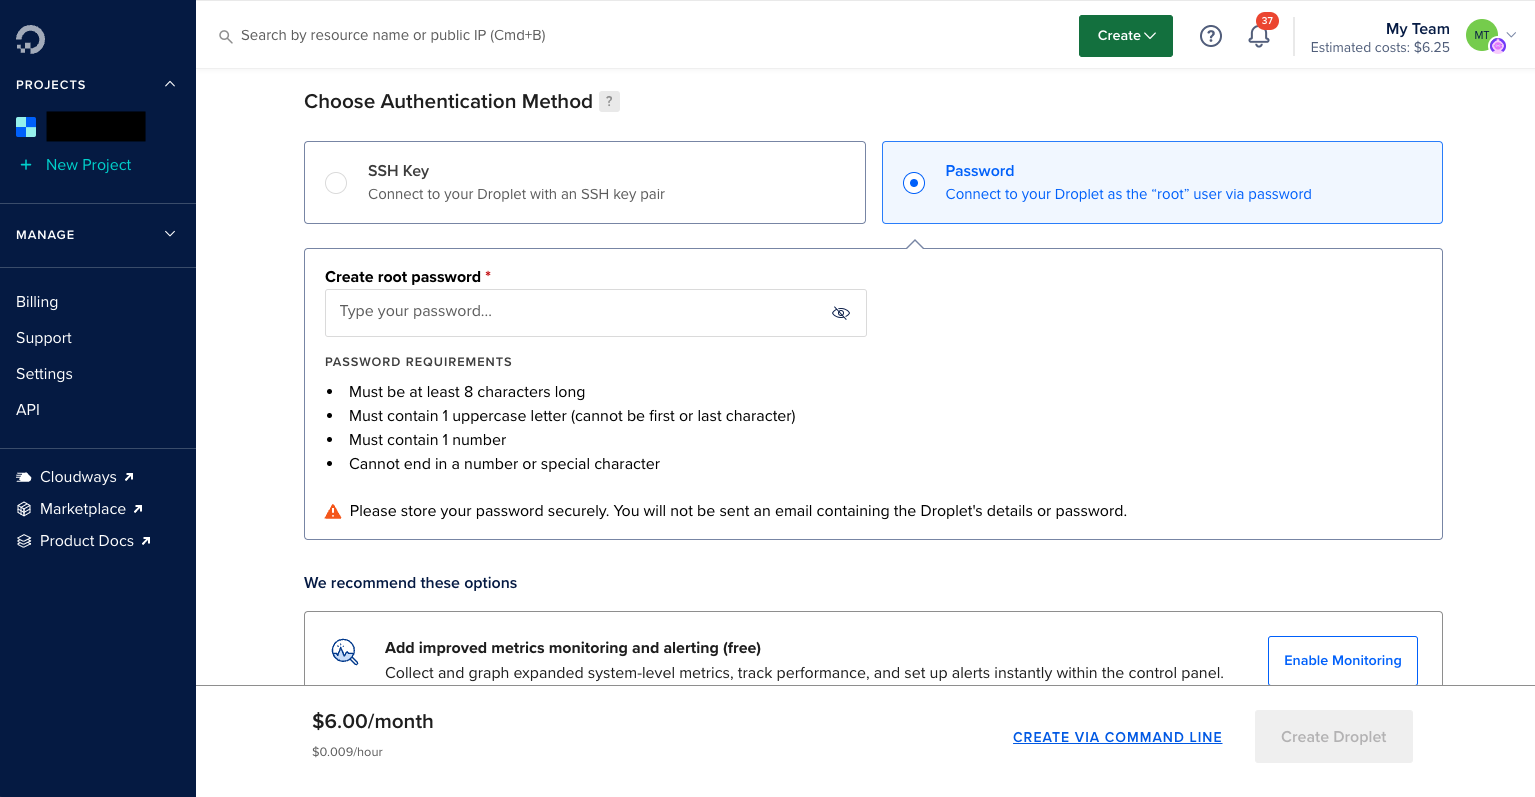 Search by resource name or public IP (Cmd+B)
Create
?
37
My Team
Estimated costs: $6.25
MT
PROJECTS
+ New Project
MANAGE
Billing
Support
Settings
API
Cloudways
Marketplace
Product Docs
Choose Authentication Method ?
SSH Key
Connect to your Droplet with an SSH key pair
Password
Connect to your Droplet as the “root” user via password
Create root password *
Type your password...
PASSWORD REQUIREMENTS
• Must be at least 8 characters long
• Must contain 1 uppercase letter (cannot be first or last character)
• Must contain 1 number
• Cannot end in a number or special character
Please store your password securely. You will not be sent an email containing the Droplet's details or password.
We recommend these options
Add improved metrics monitoring and alerting (free)
Collect and graph expanded system-level metrics, track performance, and set up alerts instantly within the control panel.
Enable Monitoring
$6.00/month
$0.009/hour
CREATE VIA COMMAND LINE
Create Droplet